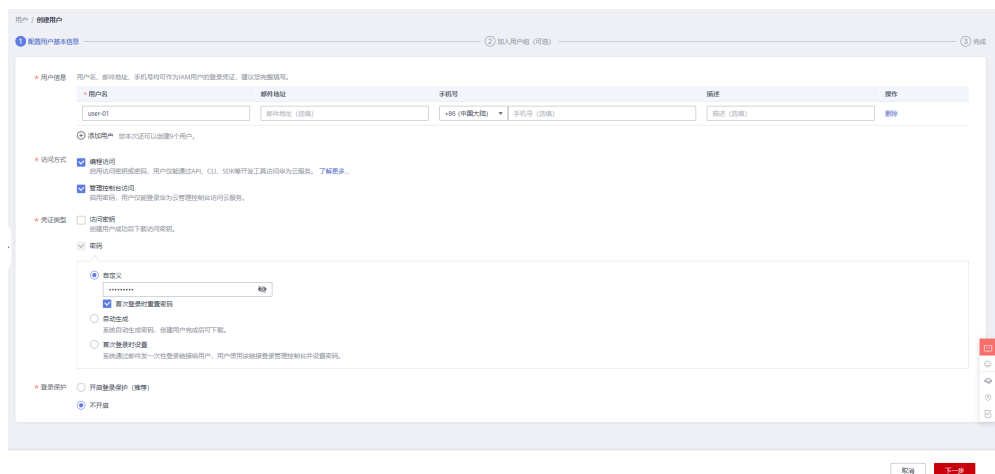 用户 / 创建用户
1 配置用户基本信息
2 加入用户组（可选）
3 完成
* 用户信息 用户名、邮件地址、手机号均可作为IAM用户的登录凭证，建议您完整填写。
* 用户名 邮件地址 手机号 描述 操作
user-01 邮件地址（选填） +86 (中国大陆) 手机号（选填） 描述（选填） 删除
添加用户 您本次还可以创建9个用户。
* 访问方式 编程访问
启用访问密钥或密码，用户仅能通过API、CLI、SDK等开发工具访问华为云服务。 了解更多...
管理控制台访问
启用密码，用户仅能登录华为云管理控制台访问云服务。
* 凭证类型 访问密钥
创建用户成功后下载访问密钥。
密码
自定义
•••••••••
首次登录时重置密码
自动生成
系统自动生成密码，创建用户完成后可下载。
首次登录时设置
系统通过邮件发一次性登录链接给用户，用户使用该链接登录管理控制台并设置密码。
* 登录保护 开启登录保护（推荐）
不开启
取消 下一步